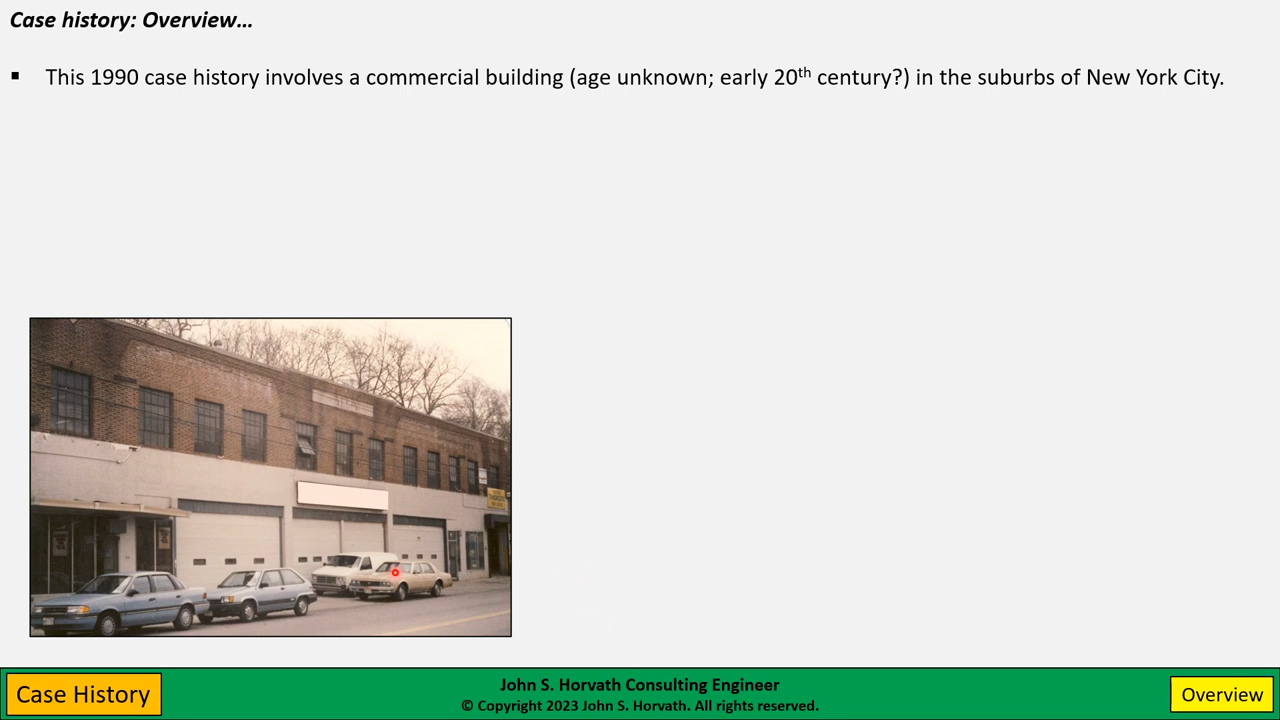 Case history: Overview…
▪ This 1990 case history involves a commercial building (age unknown; early 20th century?) in the suburbs of New York City.
Case History
John S. Horvath Consulting Engineer
© Copyright 2023 John S. Horvath. All rights reserved.
Overview